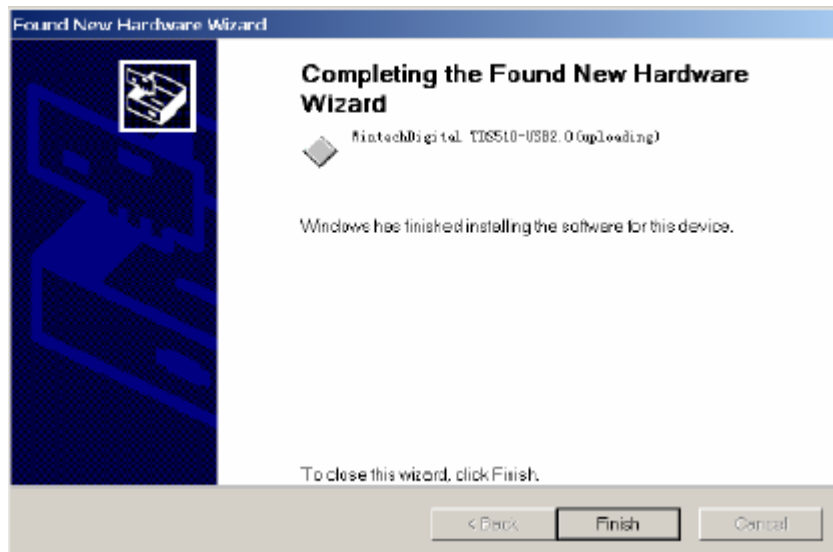 Found New Hardware Wizard
Completing the Found New Hardware
Wizard
WintechDigital TDS510-USB2.0(uploading)
Windows has finished installing the software for this device.
To close this wizard, click Finish.
< Back
Finish
Cancel